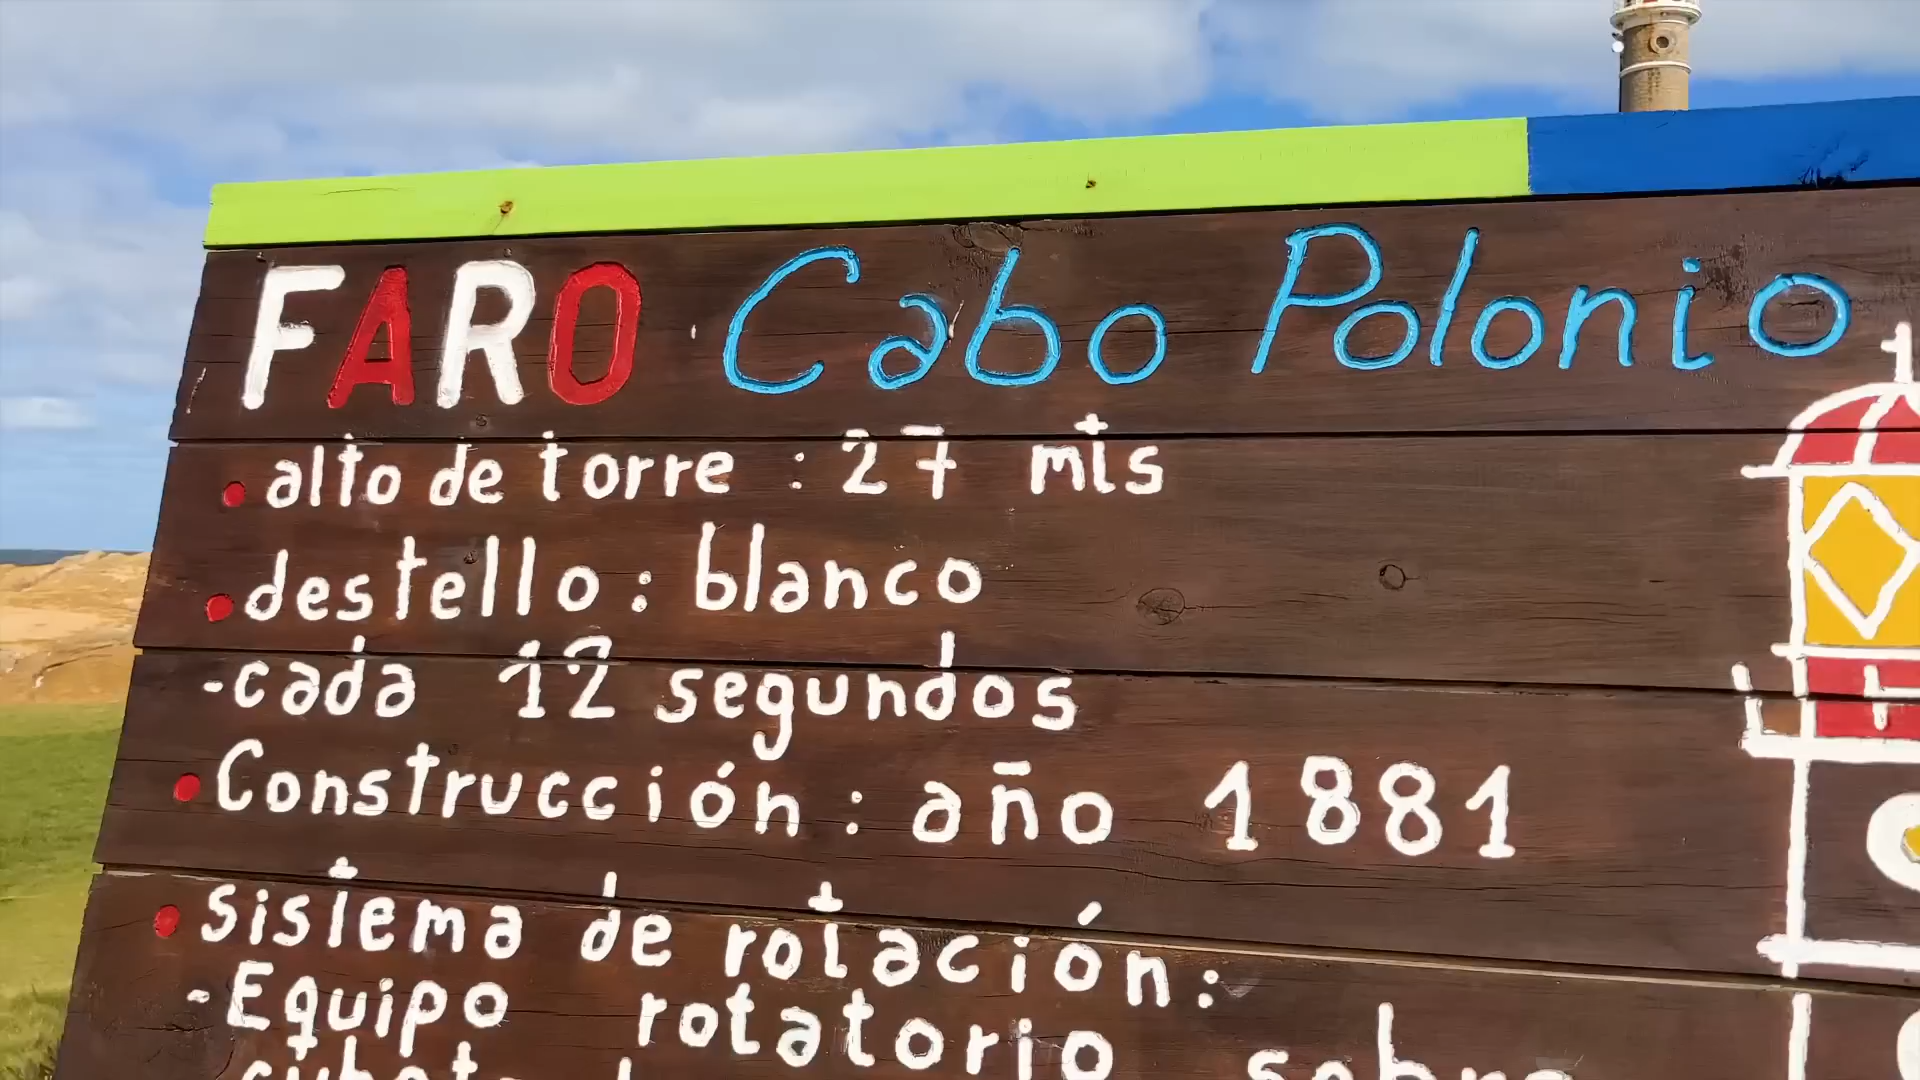 FARO Cabo Polonio
alto de torre : 27 mts
destello : blanco
-cada 12 segundos
Construcción : año 1881
sistema de rotación:
-Equipo rotatorio sobre